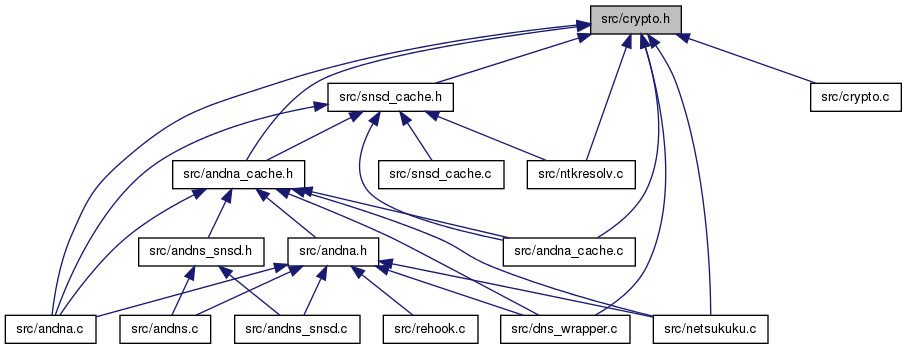 src/crypto.h
src/snsd_cache.h
src/crypto.c
src/andna_cache.h
src/snsd_cache.c
src/ntkresolv.c
src/andns_snsd.h
src/andna.h
src/andna_cache.c
src/andna.c
src/andns.c
src/andns_snsd.c
src/rehook.c
src/dns_wrapper.c
src/netsukuku.c